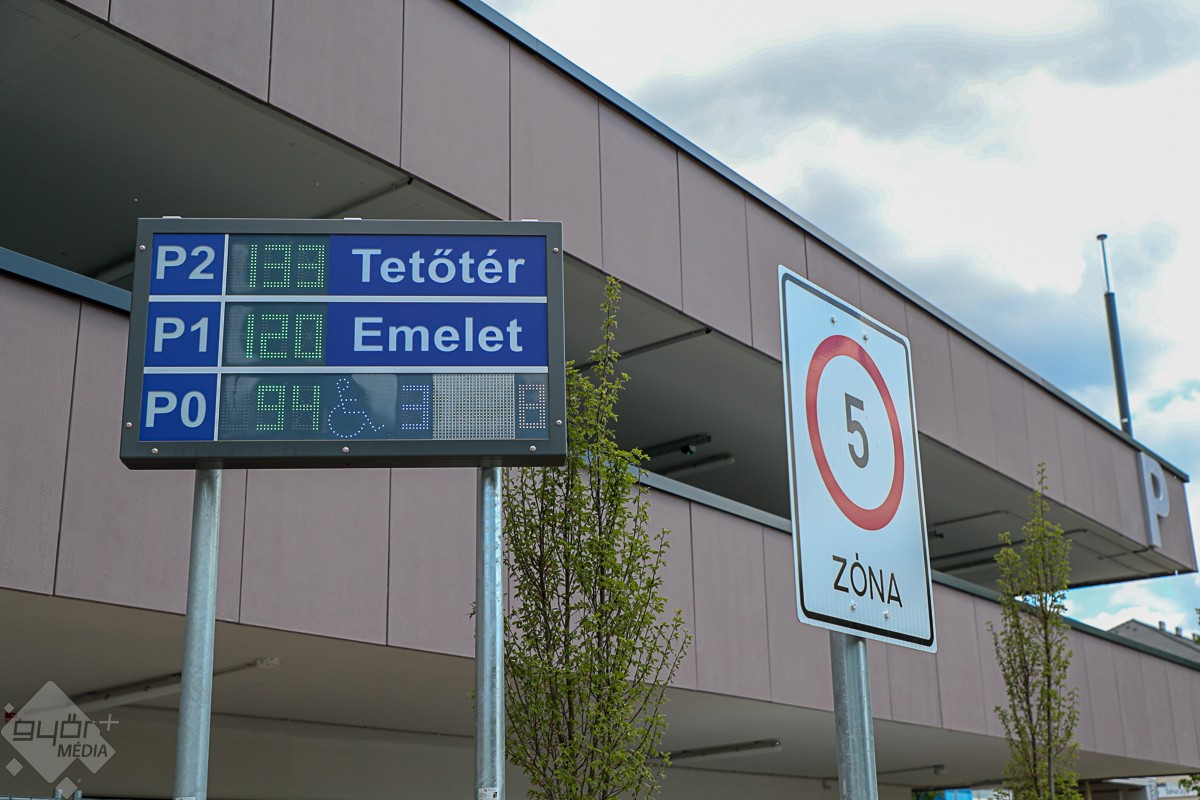 P2 133 Tetőtér
P1 120 Emelet
P0 94 3 8
5
ZÓNA
P
győr+
MÉDIA